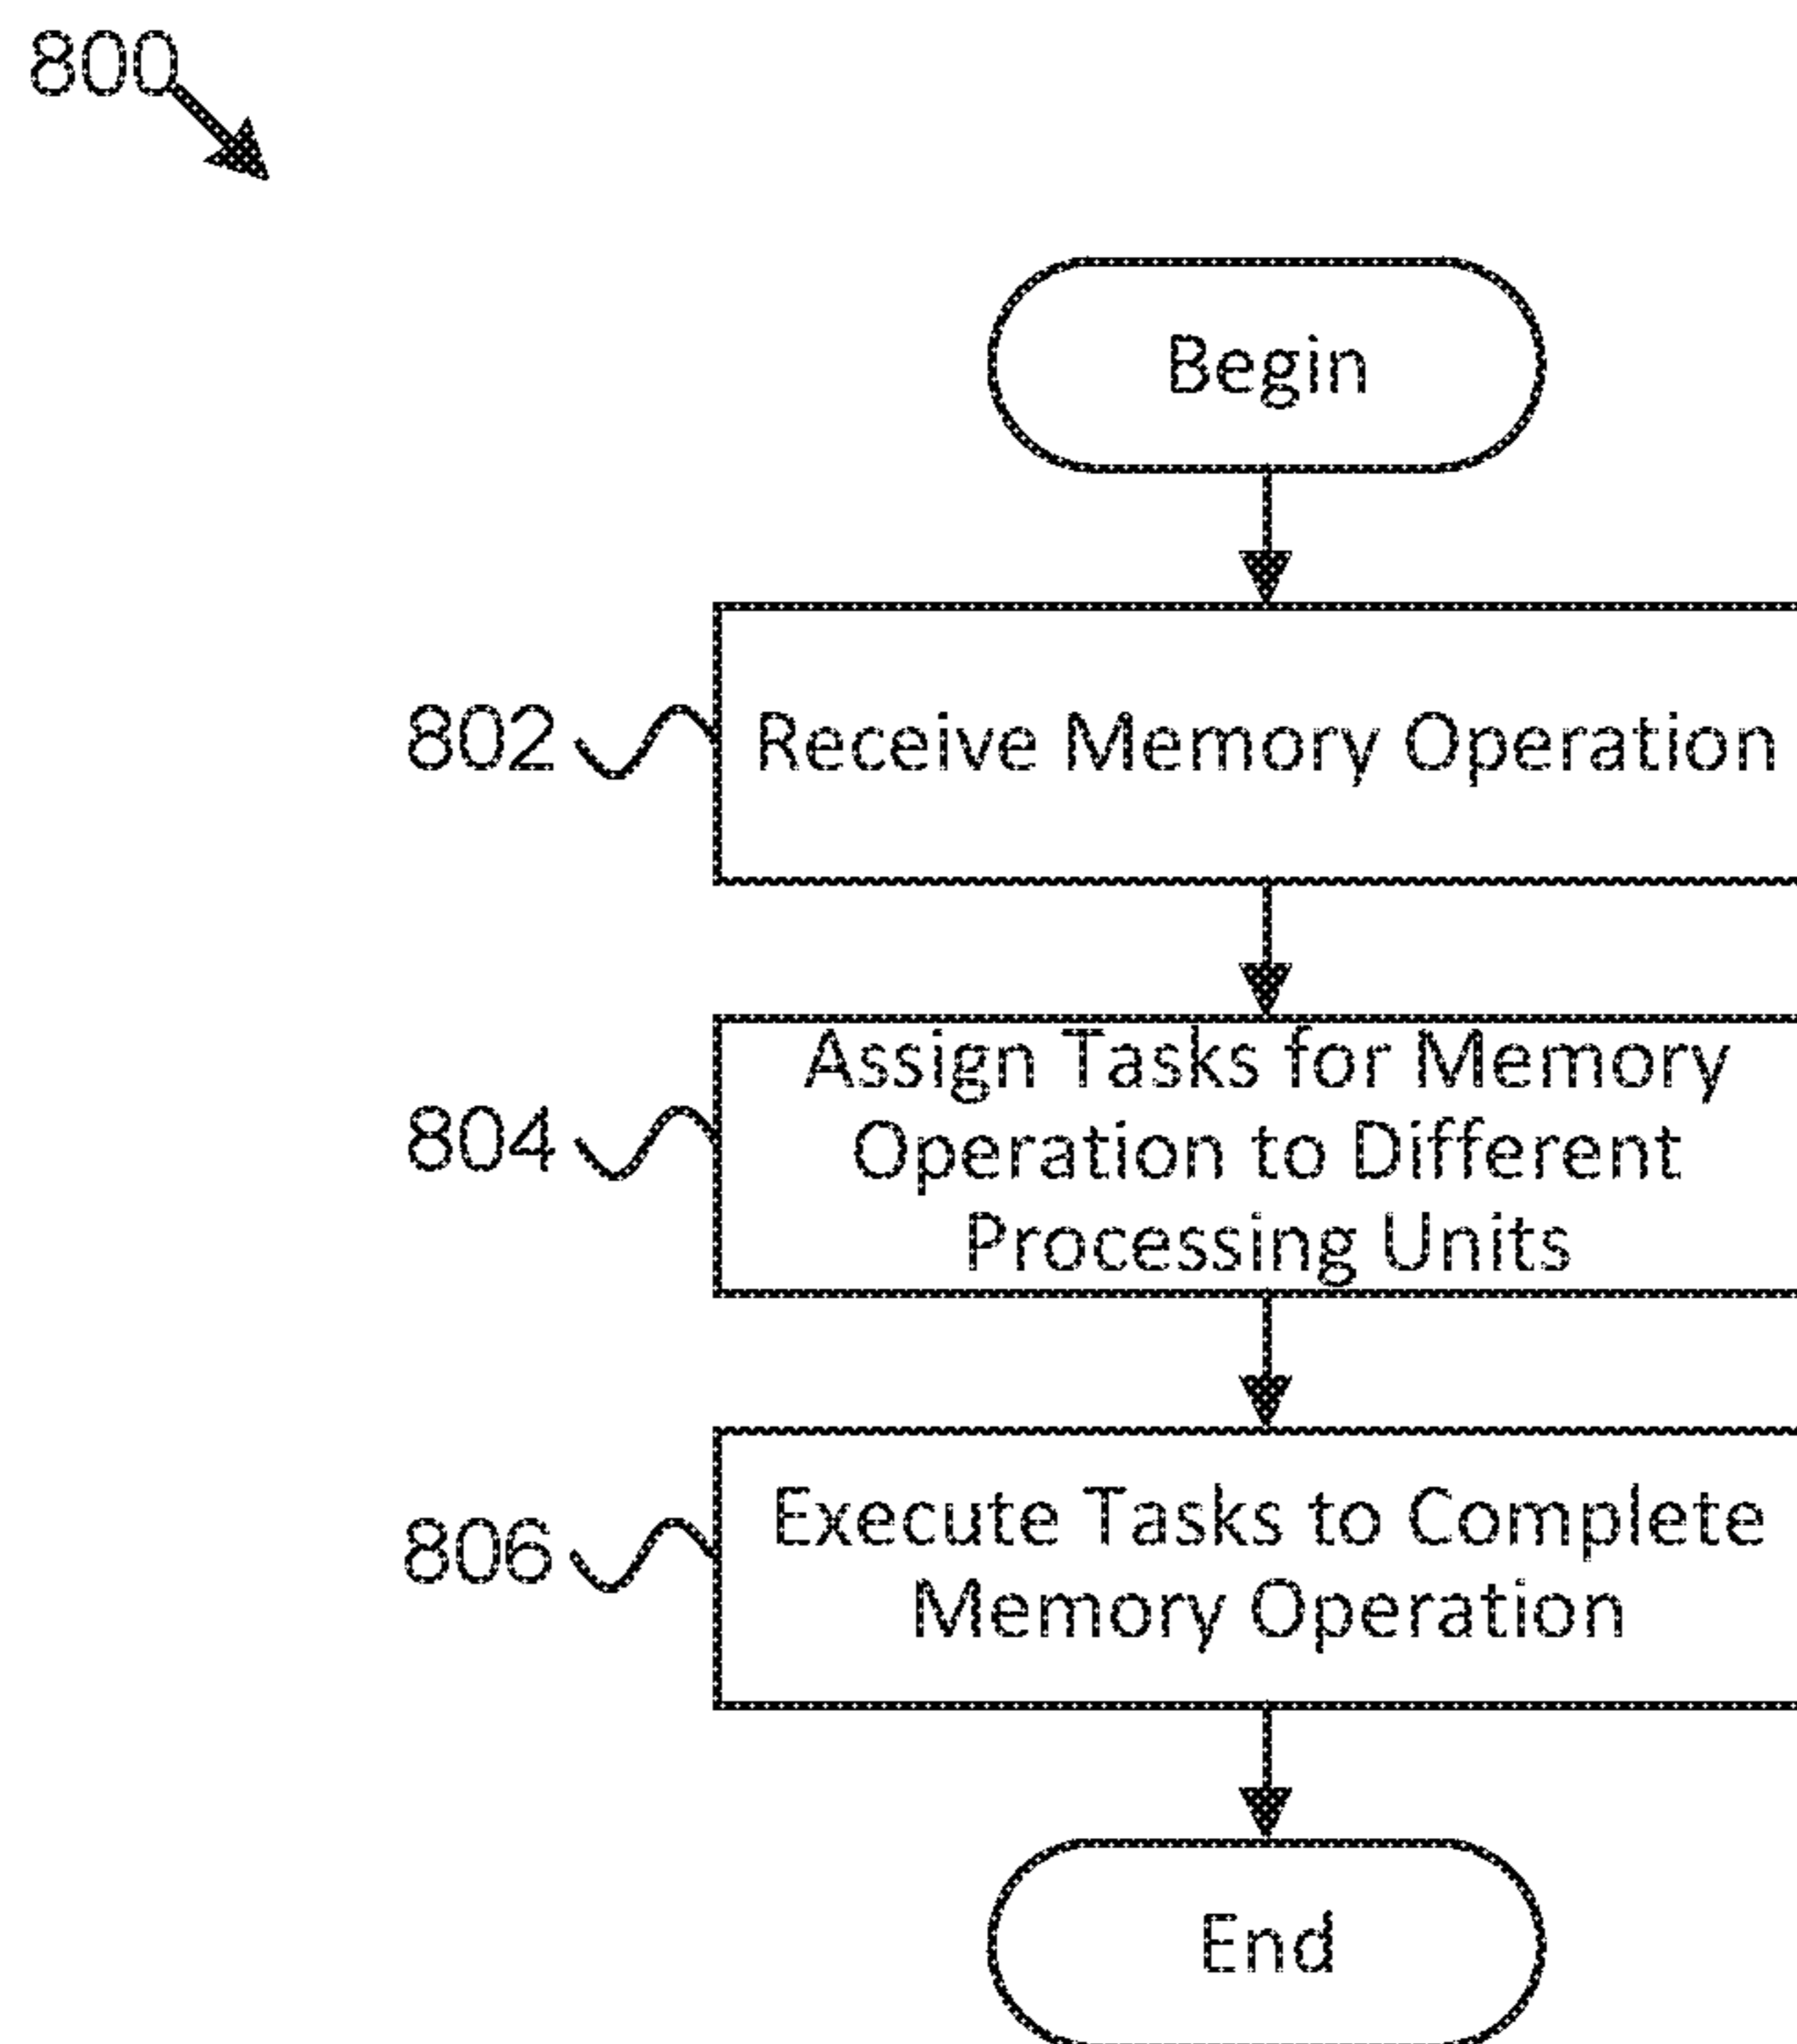 800
Begin
802 Receive Memory Operation
Assign Tasks for Memory
804 Operation to Different
Processing Units
Execute Tasks to Complete
806
Memory Operation
End